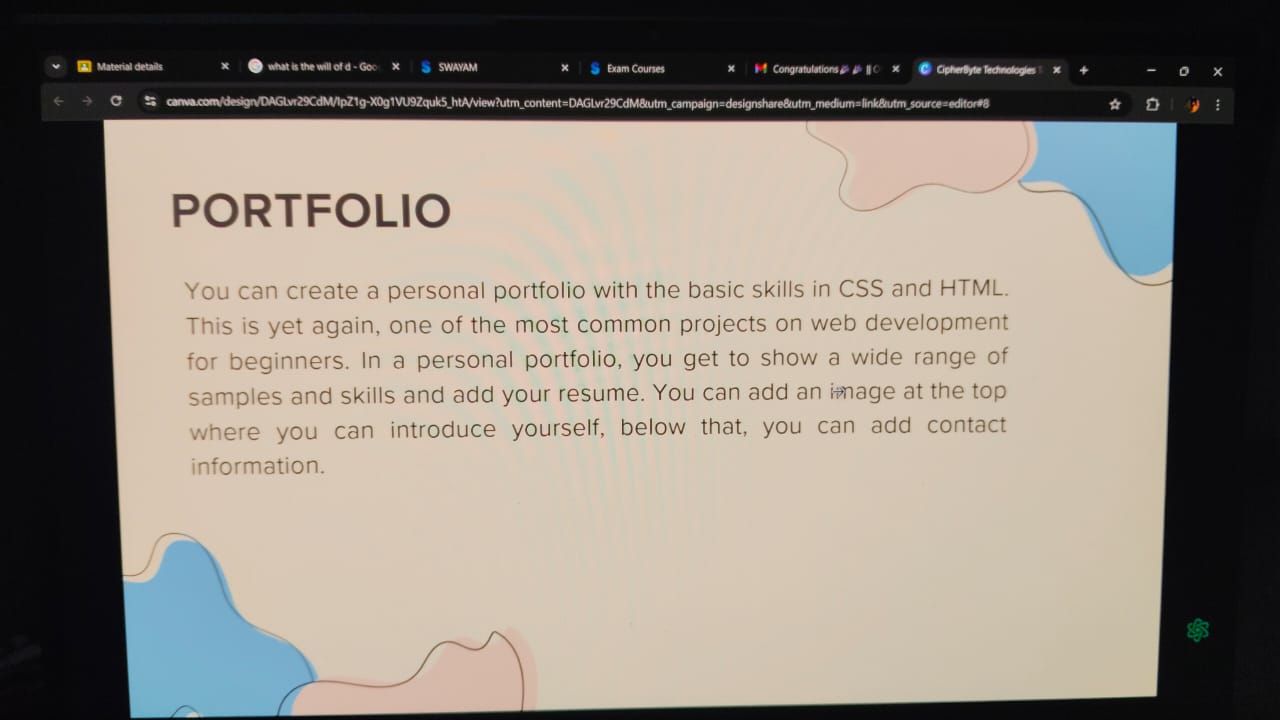 Material details
what is the will of d - Goo
SWAYAM
Exam Courses
Congratulations
CipherByte Technologies
canva.com/design/DAGLvr29CdM/IpZ1g-X0g1VU9Zquk5_htA/view?utm_content=DAGLvr29CdM&utm_campaign=designshare&utm_medium=link&utm_source=editor#8
PORTFOLIO
You can create a personal portfolio with the basic skills in CSS and HTML.
This is yet again, one of the most common projects on web development
for beginners. In a personal portfolio, you get to show a wide range of
samples and skills and add your resume. You can add an image at the top
where you can introduce yourself, below that, you can add contact
information.